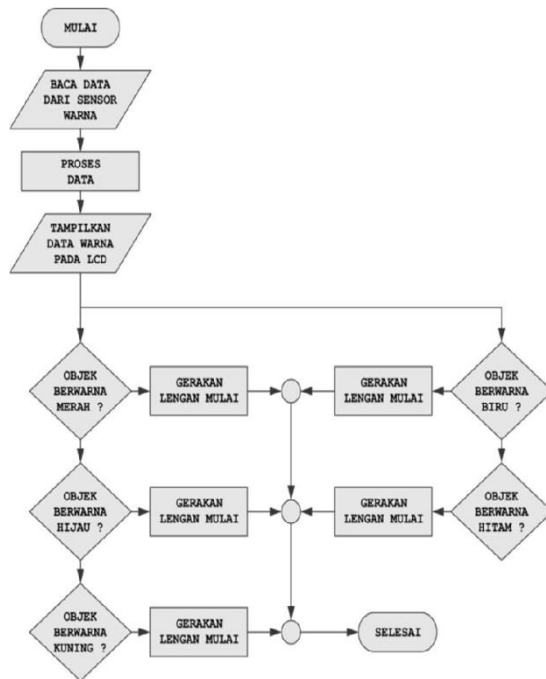 MULAI
BACA DATA
DARI SENSOR
WARNA
PROSES
DATA
TAMPILKAN
DATA WARNA
PADA LCD
OBJEK
BERWARNA
MERAH ?
GERAKAN
LENGAN MULAI
GERAKAN
LENGAN MULAI
OBJEK
BERWARNA
BIRU ?
OBJEK
BERWARNA
HIJAU ?
GERAKAN
LENGAN MULAI
GERAKAN
LENGAN MULAI
OBJEK
BERWARNA
HITAM ?
OBJEK
BERWARNA
KUNING ?
GERAKAN
LENGAN MULAI
SELESAI